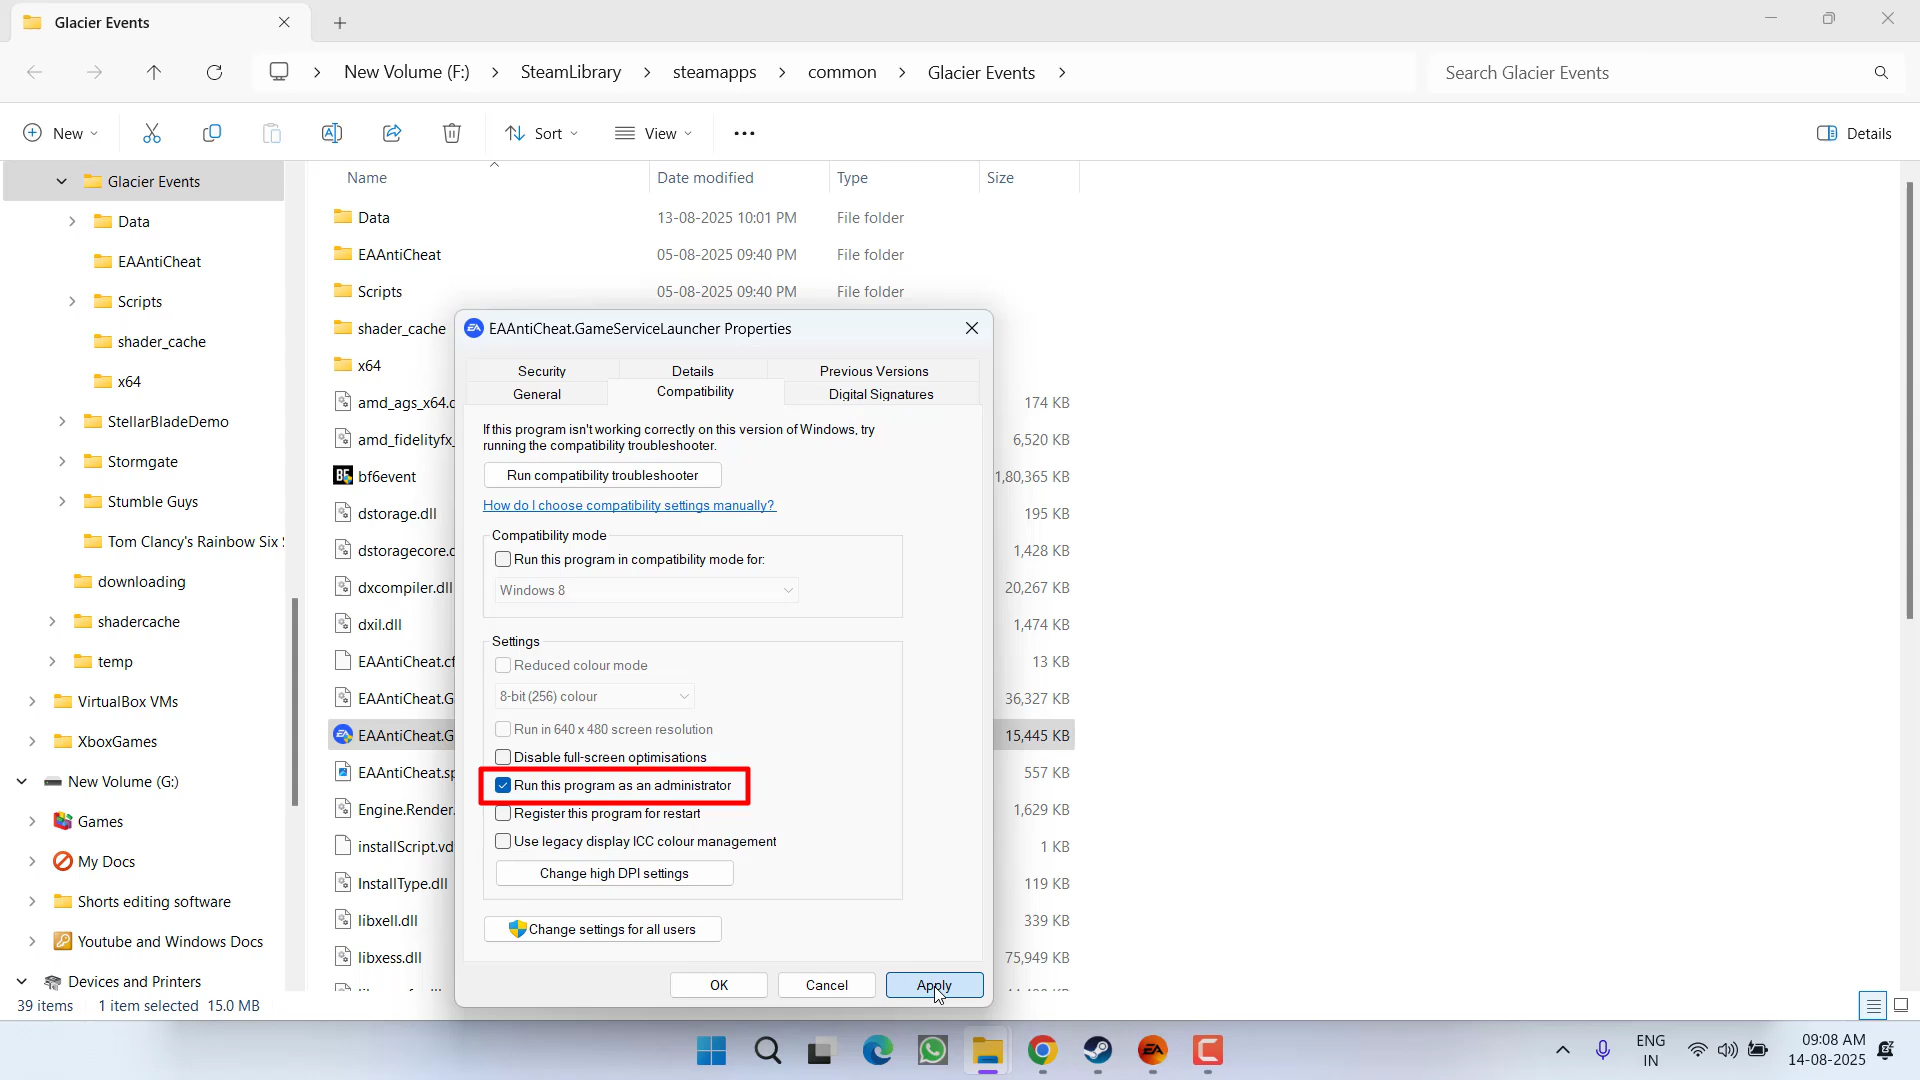 Glacier Events
New Volume (F:) > SteamLibrary > steamapps > common > Glacier Events >
Search Glacier Events
New
Sort
View
Details
Name
Date modified
Type
Size
Glacier Events
Data
EAAntiCheat
Scripts
shader_cache
x64
StellarBladeDemo
Stormgate
Stumble Guys
Tom Clancy's Rainbow Six
downloading
shadercache
temp
VirtualBox VMs
XboxGames
New Volume (G:)
Games
My Docs
Shorts editing software
Youtube and Windows Docs
Devices and Printers
Data 13-08-2025 10:01 PM File folder
EAAntiCheat 05-08-2025 09:40 PM File folder
Scripts 05-08-2025 09:40 PM File folder
shader_cache
x64
amd_ags_x64.d 174 KB
amd_fidelityfx_ 6,520 KB
bf6event 1,80,365 KB
dstorage.dll 195 KB
dstoragecore.d 1,428 KB
dxcompiler.dll 20,267 KB
dxil.dll 1,474 KB
EAAntiCheat.cf 13 KB
EAAntiCheat.G 36,327 KB
EAAntiCheat.G 15,445 KB
EAAntiCheat.sp 557 KB
Engine.Render. 1,629 KB
installScript.vd 1 KB
InstallType.dll 119 KB
libxell.dll 339 KB
libxess.dll 75,949 KB
EAAntiCheat.GameServiceLauncher Properties
Security
Details
Previous Versions
General
Compatibility
Digital Signatures
If this program isn't working correctly on this version of Windows, try
running the compatibility troubleshooter.
Run compatibility troubleshooter
How do I choose compatibility settings manually?
Compatibility mode
Run this program in compatibility mode for:
Windows 8
Settings
Reduced colour mode
8-bit (256) colour
Run in 640 x 480 screen resolution
Disable full-screen optimisations
Run this program as an administrator
Register this program for restart
Use legacy display ICC colour management
Change high DPI settings
Change settings for all users
OK
Cancel
Apply
39 items
1 item selected 15.0 MB
ENG
IN
09:08 AM
14-08-2025